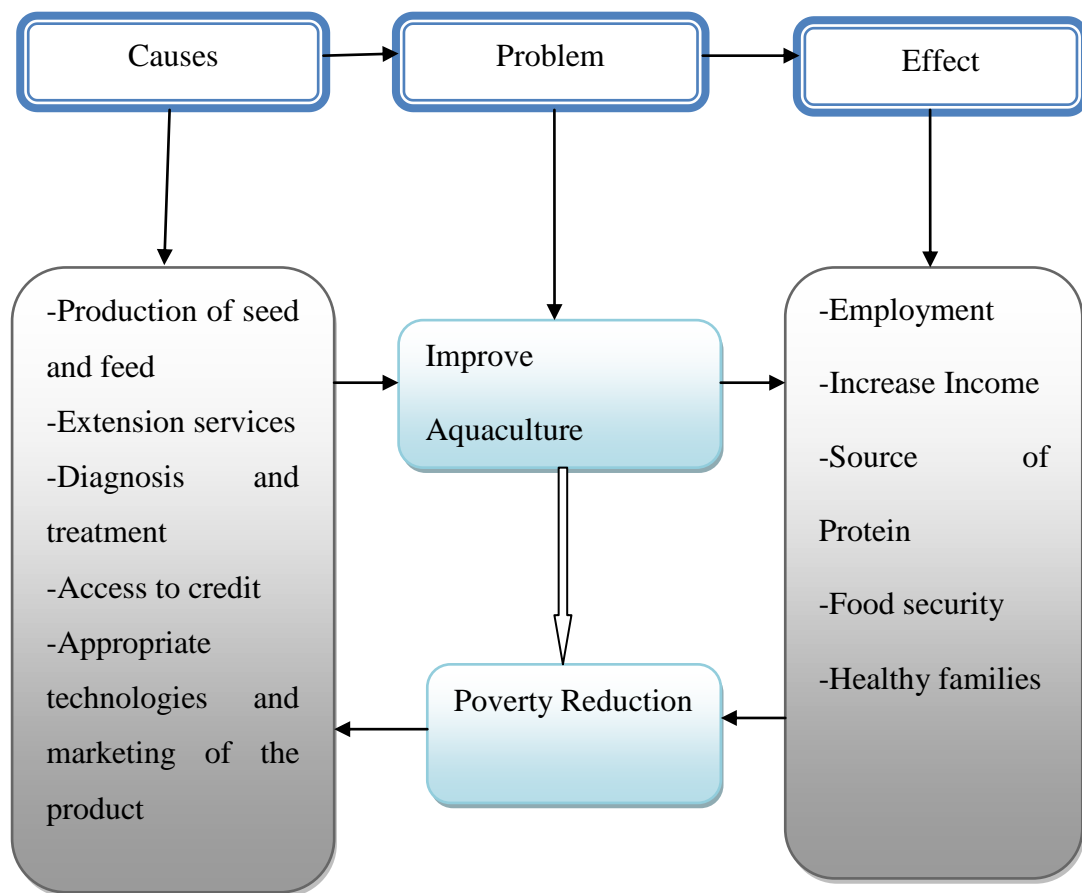 Causes
Problem
Effect
-Production of seed
and feed
-Extension services
-Diagnosis and
treatment
-Access to credit
-Appropriate
technologies and
marketing of the
product
Improve
Aquaculture
Poverty Reduction
-Employment
-Increase Income
-Source of
Protein
-Food security
-Healthy families